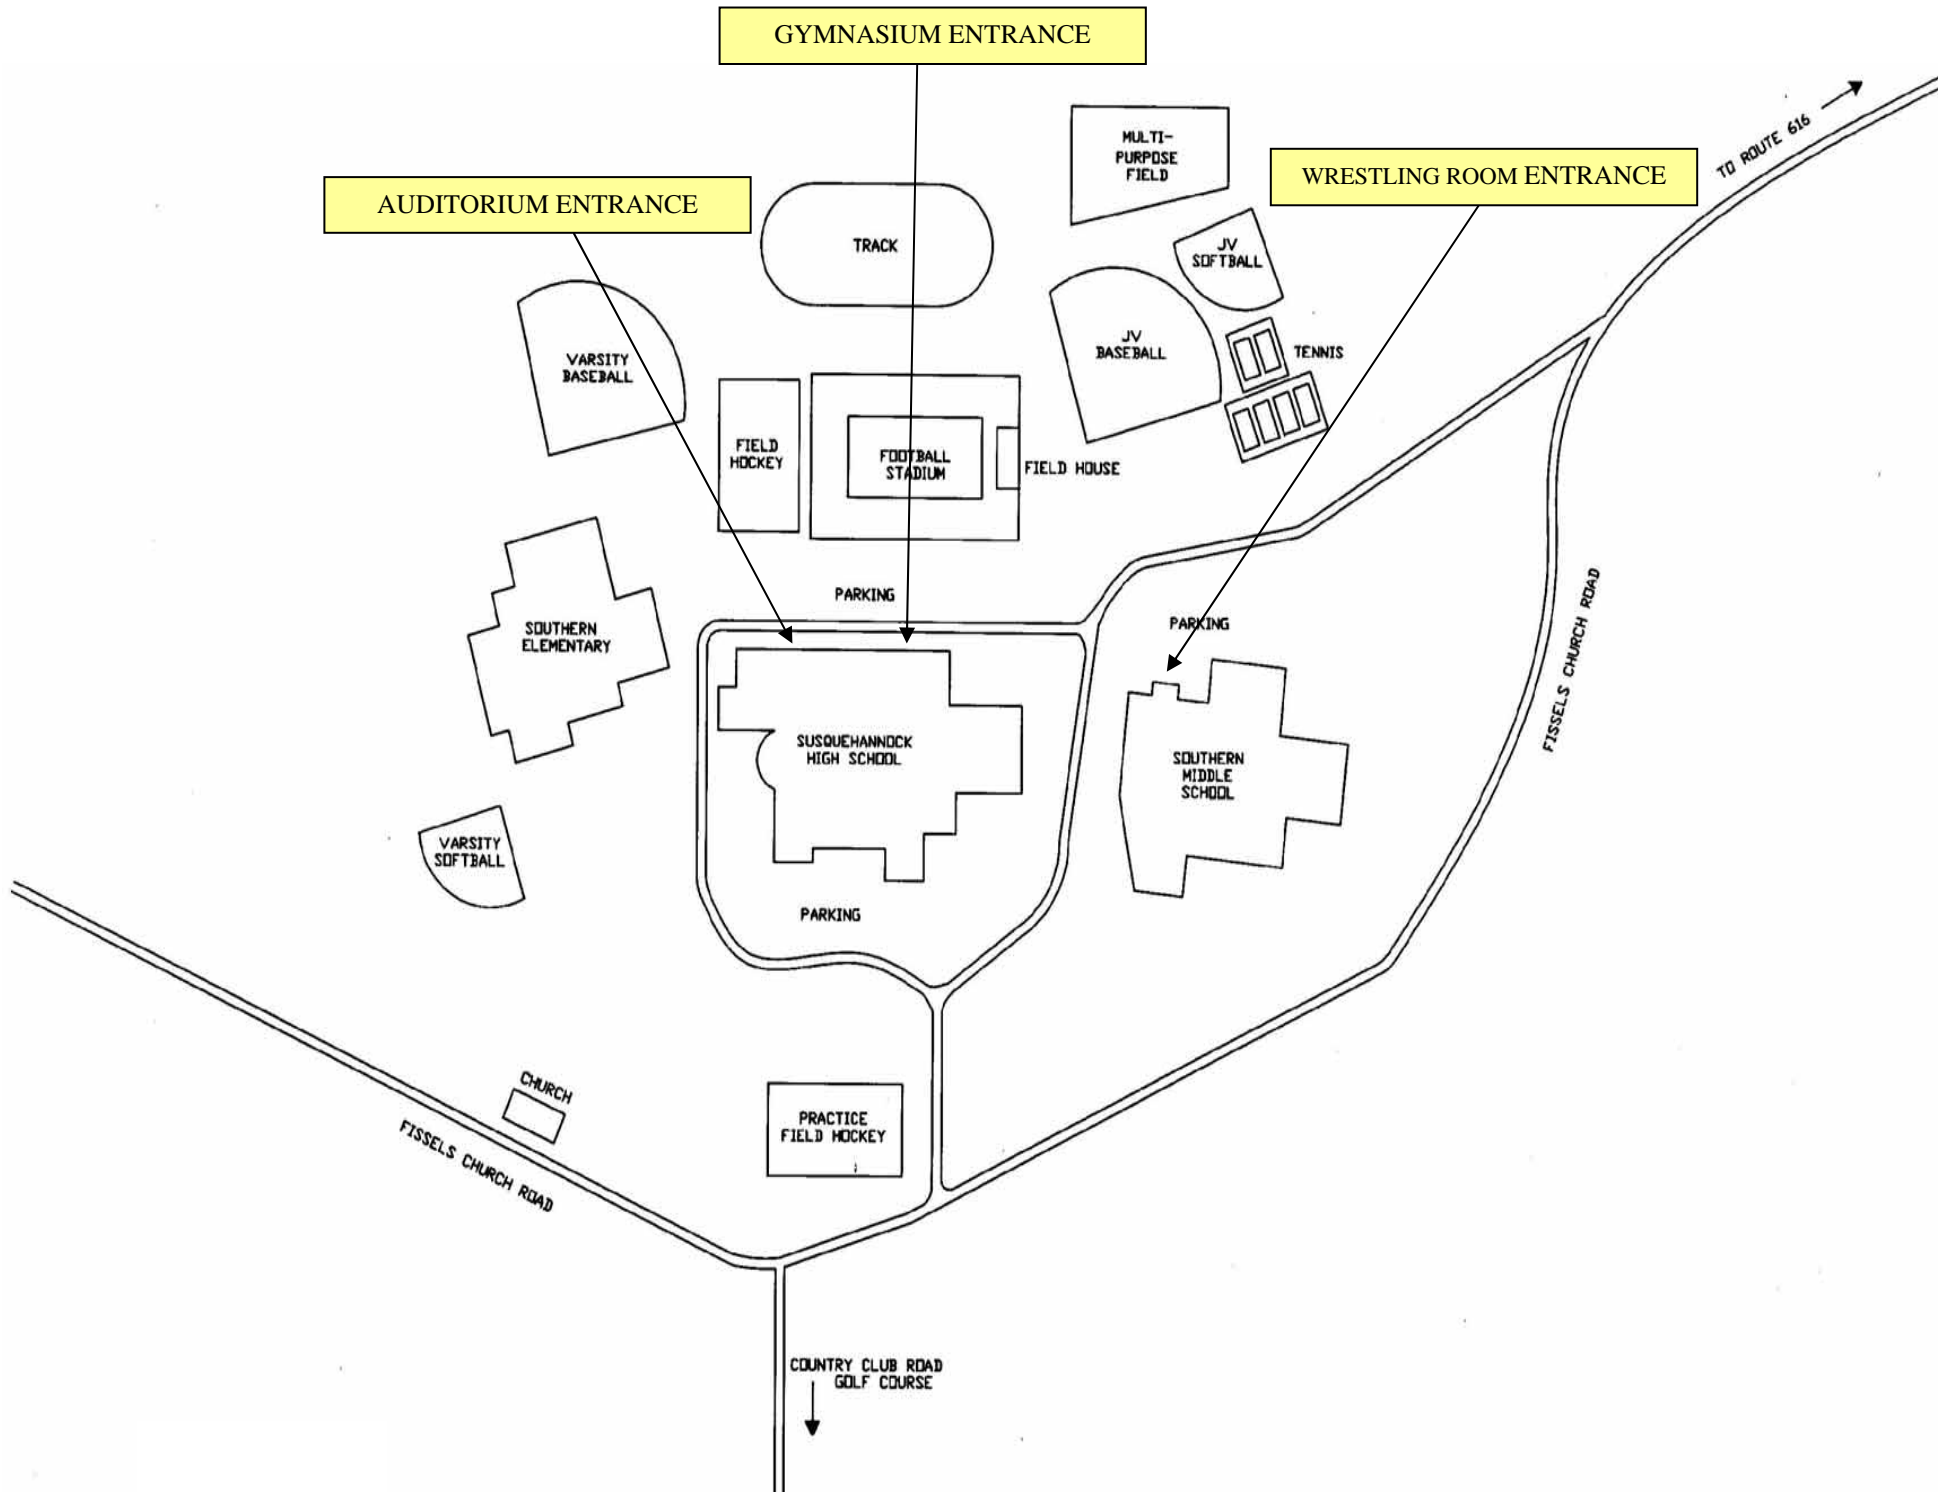 GYMNASIUM ENTRANCE
MULTI-
PURPOSE
FIELD
TO ROUTE 616
WRESTLING ROOM ENTRANCE
AUDITORIUM ENTRANCE
TRACK
JV
SOFTBALL
VARSITY
BASEBALL
JV
BASEBALL
TENNIS
FIELD
HOCKEY
FOOTBALL
STADIUM
FIELD HOUSE
PARKING
SOUTHERN
ELEMENTARY
PARKING
FISSELS CHURCH ROAD
SUSQUEHANNOCK
HIGH SCHOOL
SOUTHERN
MIDDLE
SCHOOL
VARSITY
SOFTBALL
PARKING
CHURCH
FISSELS CHURCH ROAD
PRACTICE
FIELD HOCKEY
COUNTRY CLUB ROAD
GOLF COURSE